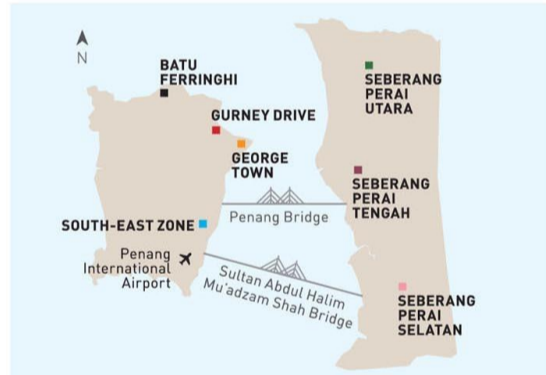 N
BATU
FERRINGHI
GURNEY DRIVE
GEORGE
TOWN
SEBERANG
PERAI
UTARA
SEBERANG
PERAI
TENGAH
Penang Bridge
SOUTH-EAST ZONE
Penang
International
Airport
Sultan Abdul Halim
Mu'adzam Shah Bridge
SEBERANG
PERAI
SELATAN